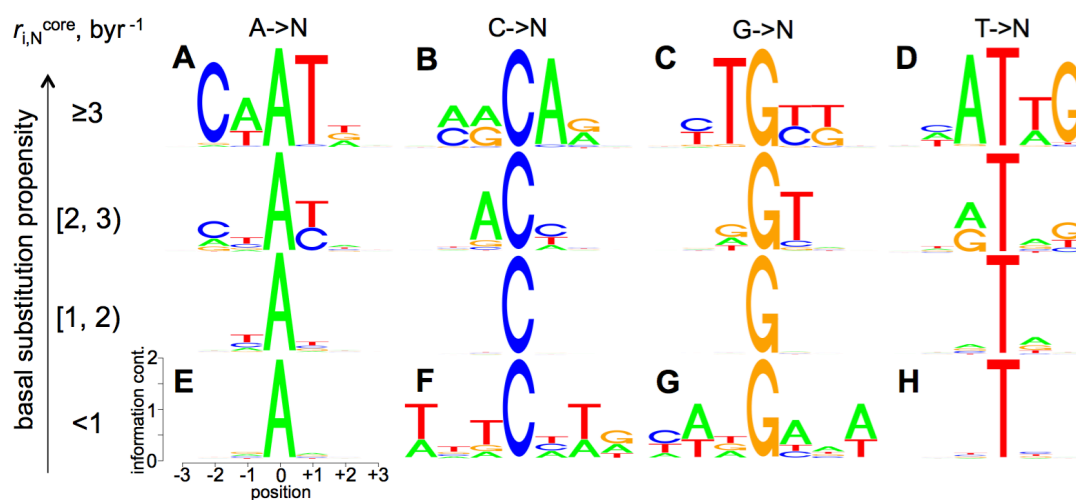 r i,N core, byr -1
A->N C->N G->N T->N
basal substitution propensity
≥3
[2, 3)
[1, 2)
<1
A B C D
E F G H
information cont.
2
1
0
-3 -2 -1 0 +1 +2 +3
position